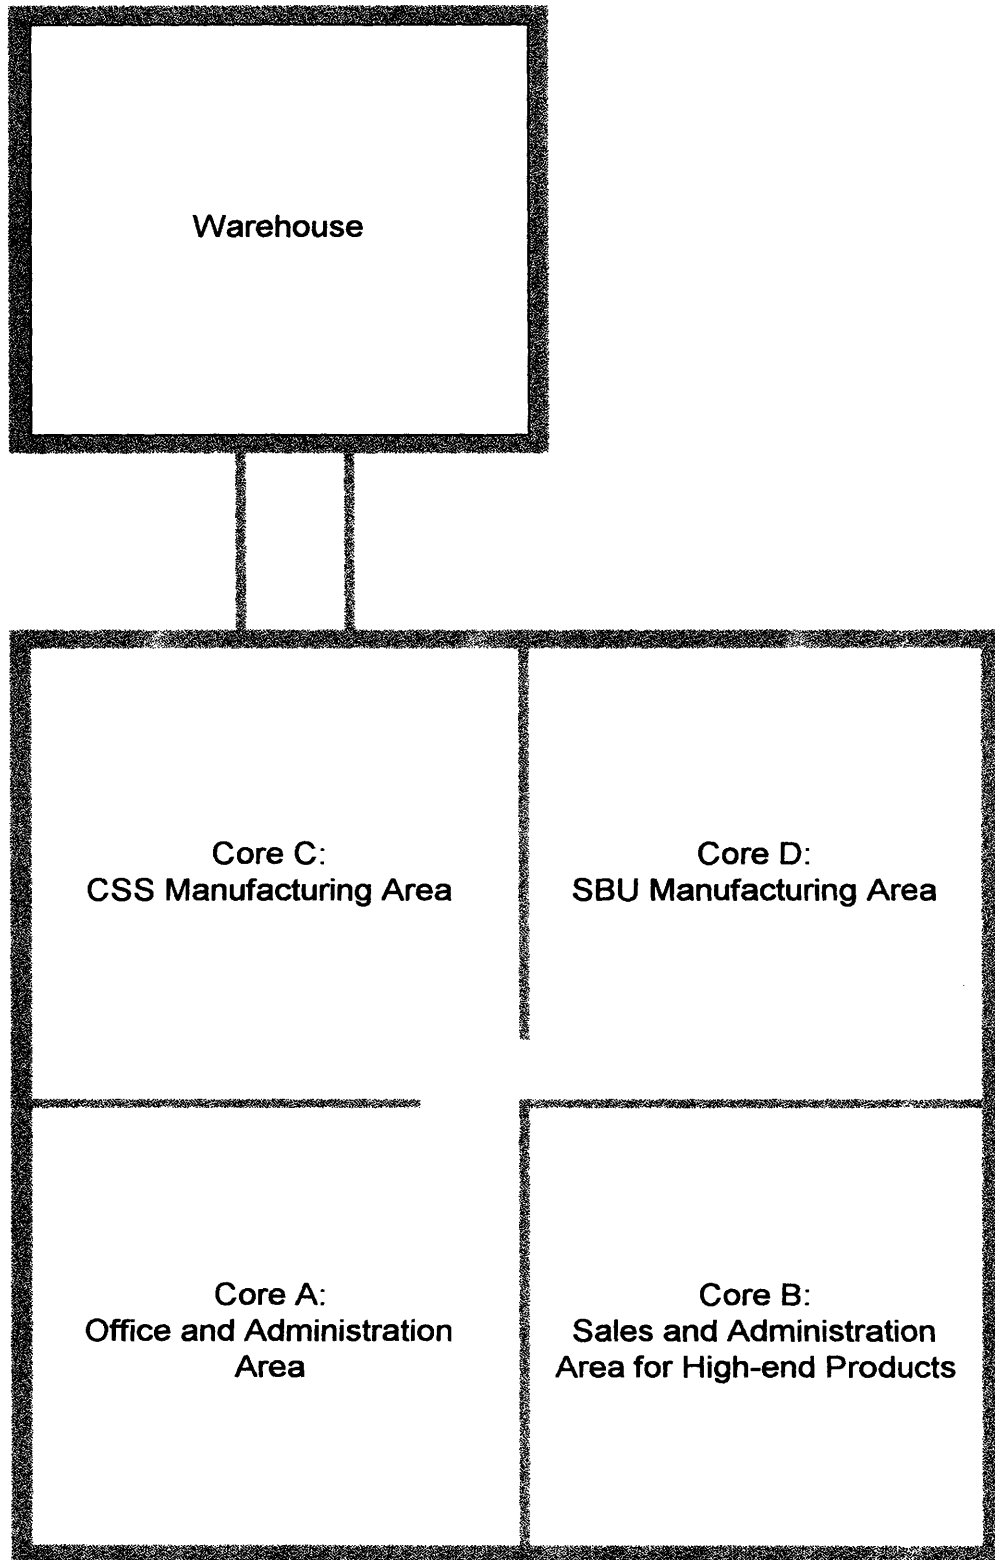 Warehouse
Core C:
CSS Manufacturing Area
Core D:
SBU Manufacturing Area
Core A:
Office and Administration
Area
Core B:
Sales and Administration
Area for High-end Products